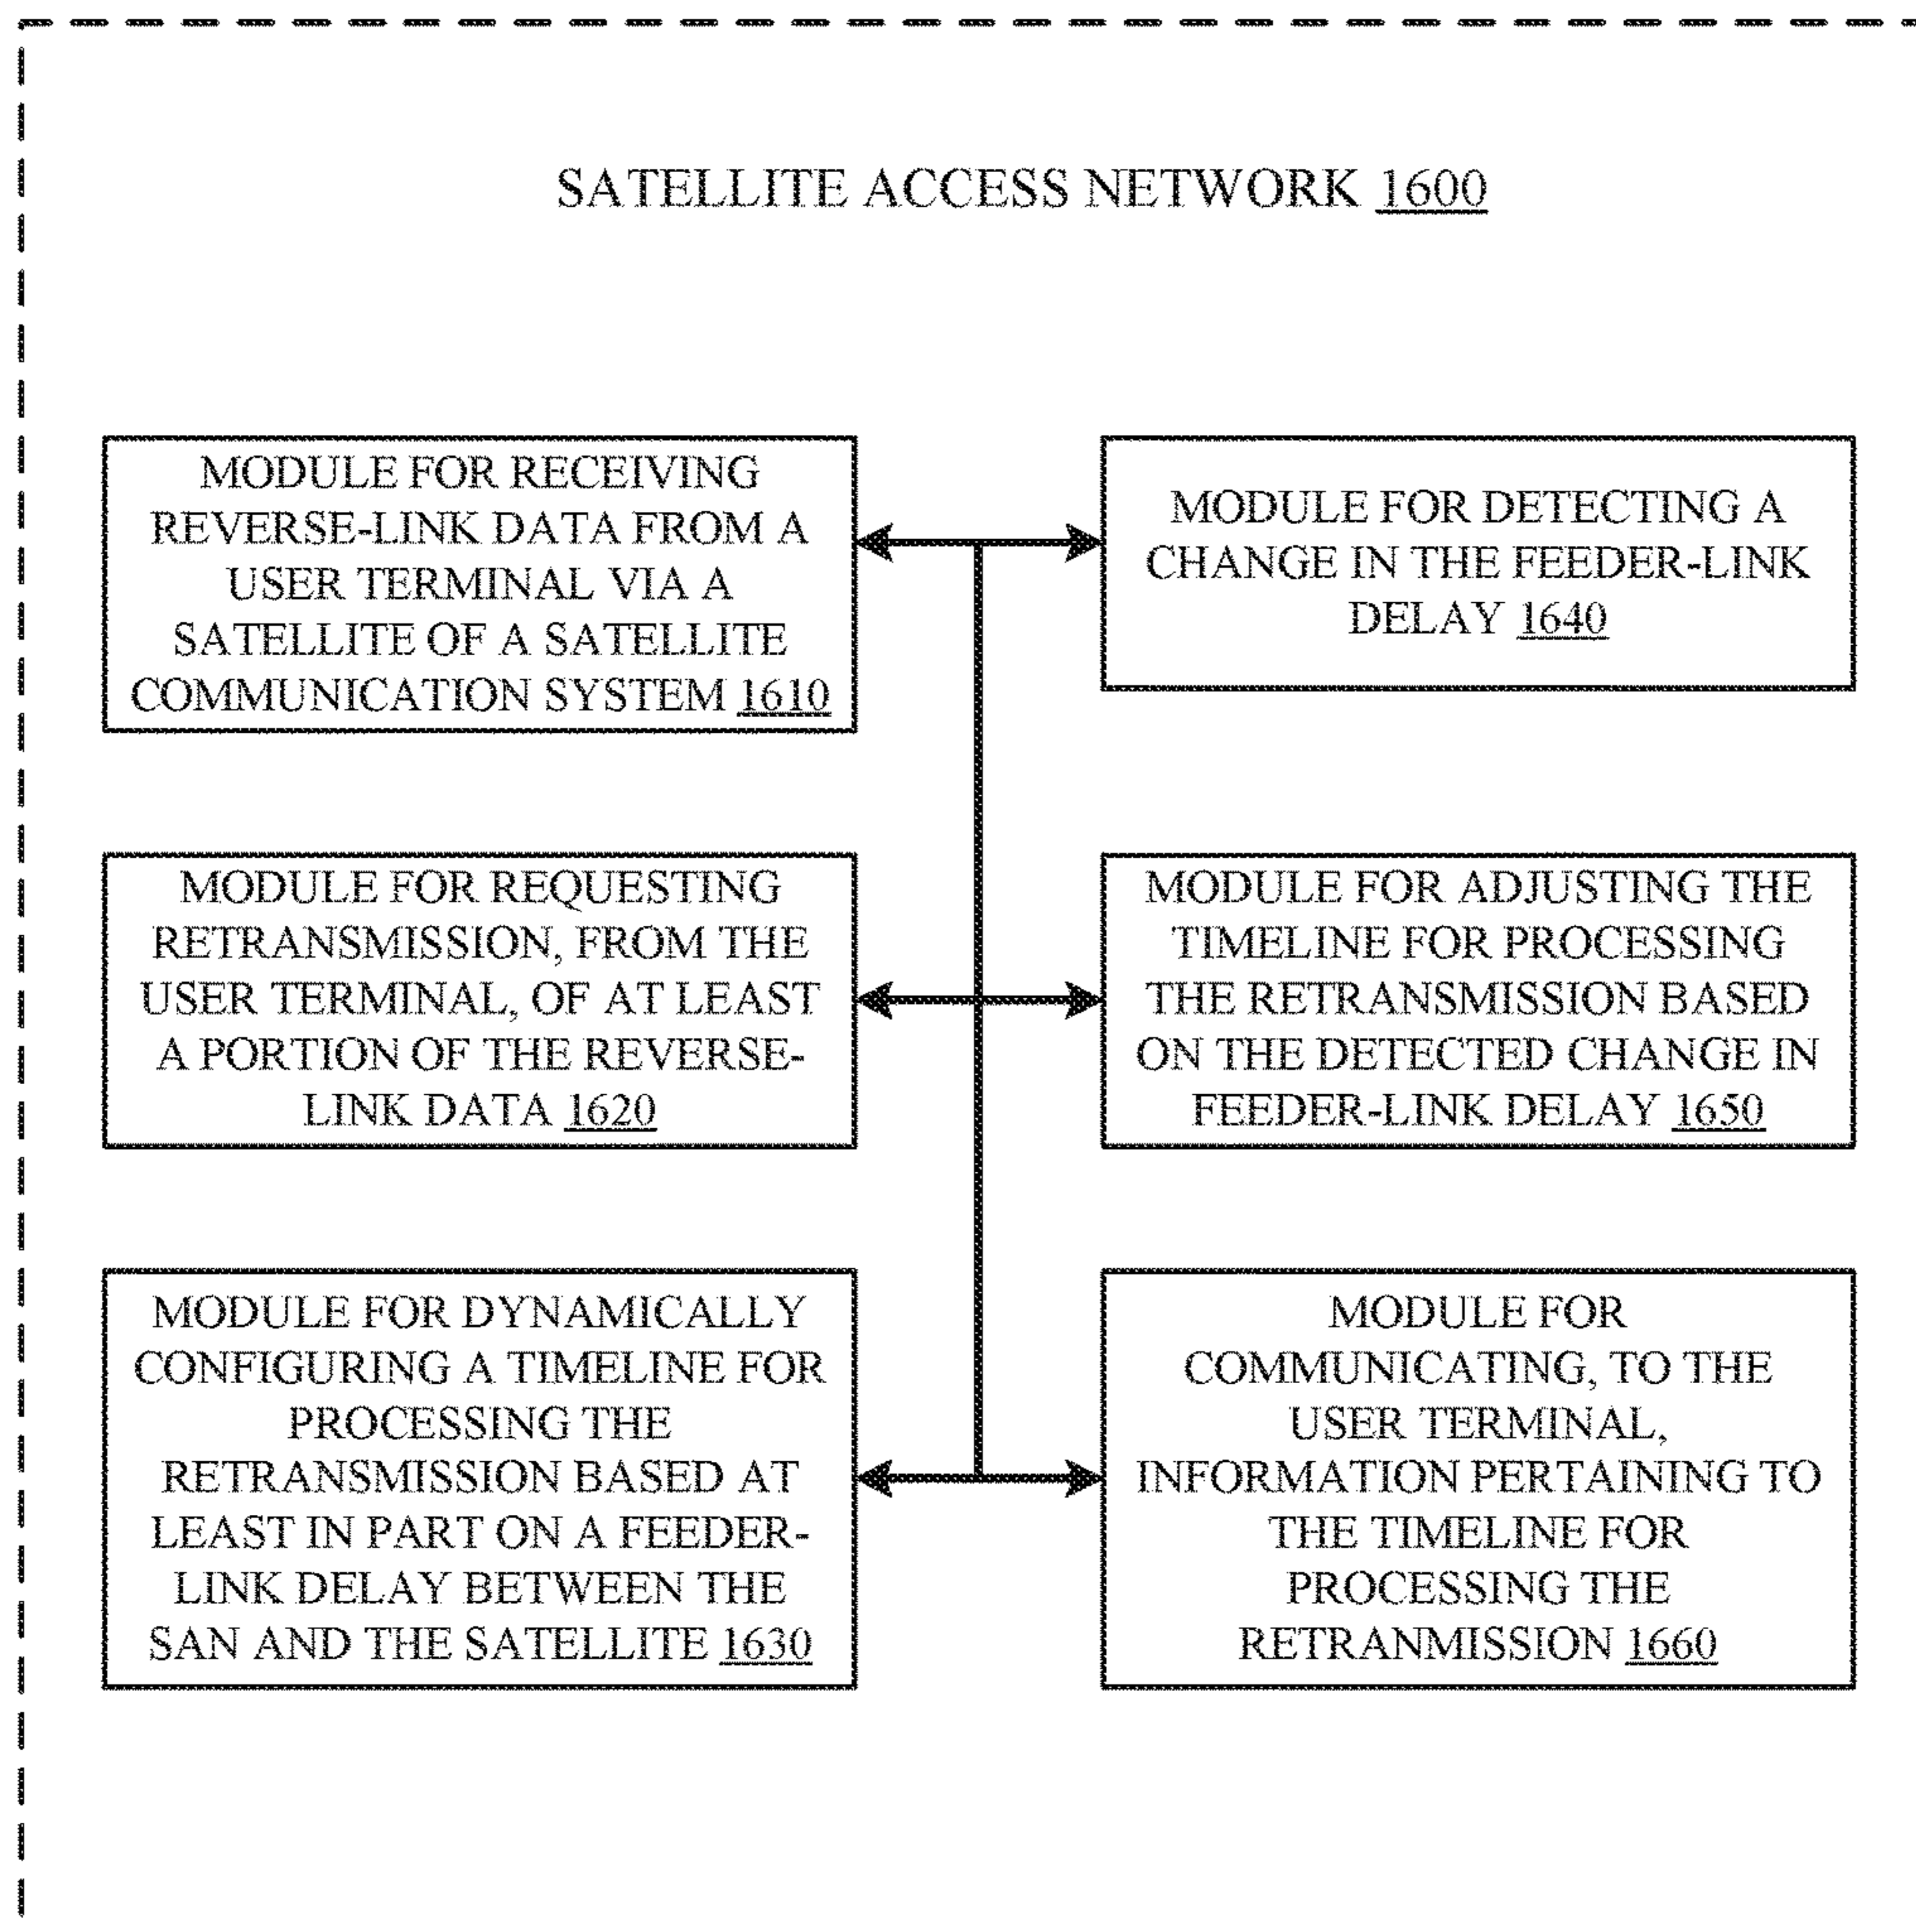 SATELLITE ACCESS NETWORK 1600
MODULE FOR RECEIVING
REVERSE-LINK DATA FROM A
USER TERMINAL VIA A
SATELLITE OF A SATELLITE
COMMUNICATION SYSTEM 1610
MODULE FOR REQUESTING
RETRANSMISSION, FROM THE
USER TERMINAL, OF AT LEAST
A PORTION OF THE REVERSE-
LINK DATA 1620
MODULE FOR DYNAMICALLY
CONFIGURING A TIMELINE FOR
PROCESSING THE
RETRANSMISSION BASED AT
LEAST IN PART ON A FEEDER-
LINK DELAY BETWEEN THE
SAN AND THE SATELLITE 1630
MODULE FOR DETECTING A
CHANGE IN THE FEEDER-LINK
DELAY 1640
MODULE FOR ADJUSTING THE
TIMELINE FOR PROCESSING
THE RETRANSMISSION BASED
ON THE DETECTED CHANGE IN
FEEDER-LINK DELAY 1650
MODULE FOR
COMMUNICATING, TO THE
USER TERMINAL,
INFORMATION PERTAINING TO
THE TIMELINE FOR
PROCESSING THE
RETRANMISSION 1660